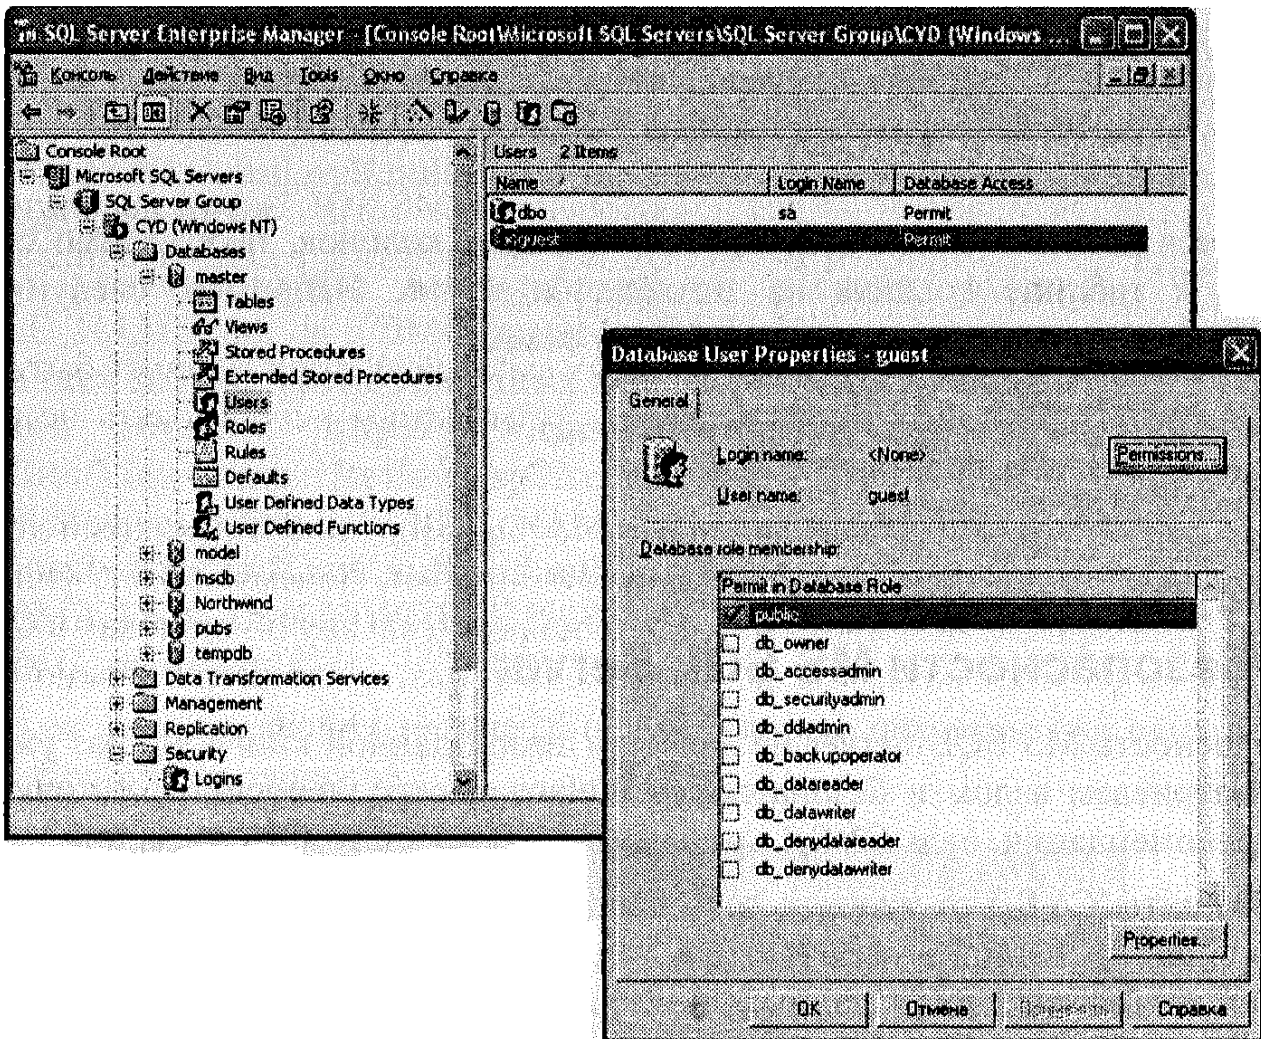 SQL Server Enterprise Manager - [Console Root\Microsoft SQL Servers\SQL Server Group\CYD (Windows ...
Консоль Действие Вид Tools Окно Справка
Console Root
Microsoft SQL Servers
SQL Server Group
CYD (Windows NT)
Databases
master
Tables
Views
Stored Procedures
Extended Stored Procedures
Users
Roles
Rules
Defaults
User Defined Data Types
User Defined Functions
model
msdb
Northwind
pubs
tempdb
Data Transformation Services
Management
Replication
Security
Logins
Users 2 Items
Name Login Name Database Access
dbo sa Permit
guest Permit
Database User Properties - guest
General
Login name: <None> Permissions...
User name: guest
Database role membership:
Permit in Database Role
public
db_owner
db_accessadmin
db_securityadmin
db_ddladmin
db_backupoperator
db_datareader
db_datawriter
db_denydatareader
db_denydatawriter
Properties...
OK Отмена Применить Справка